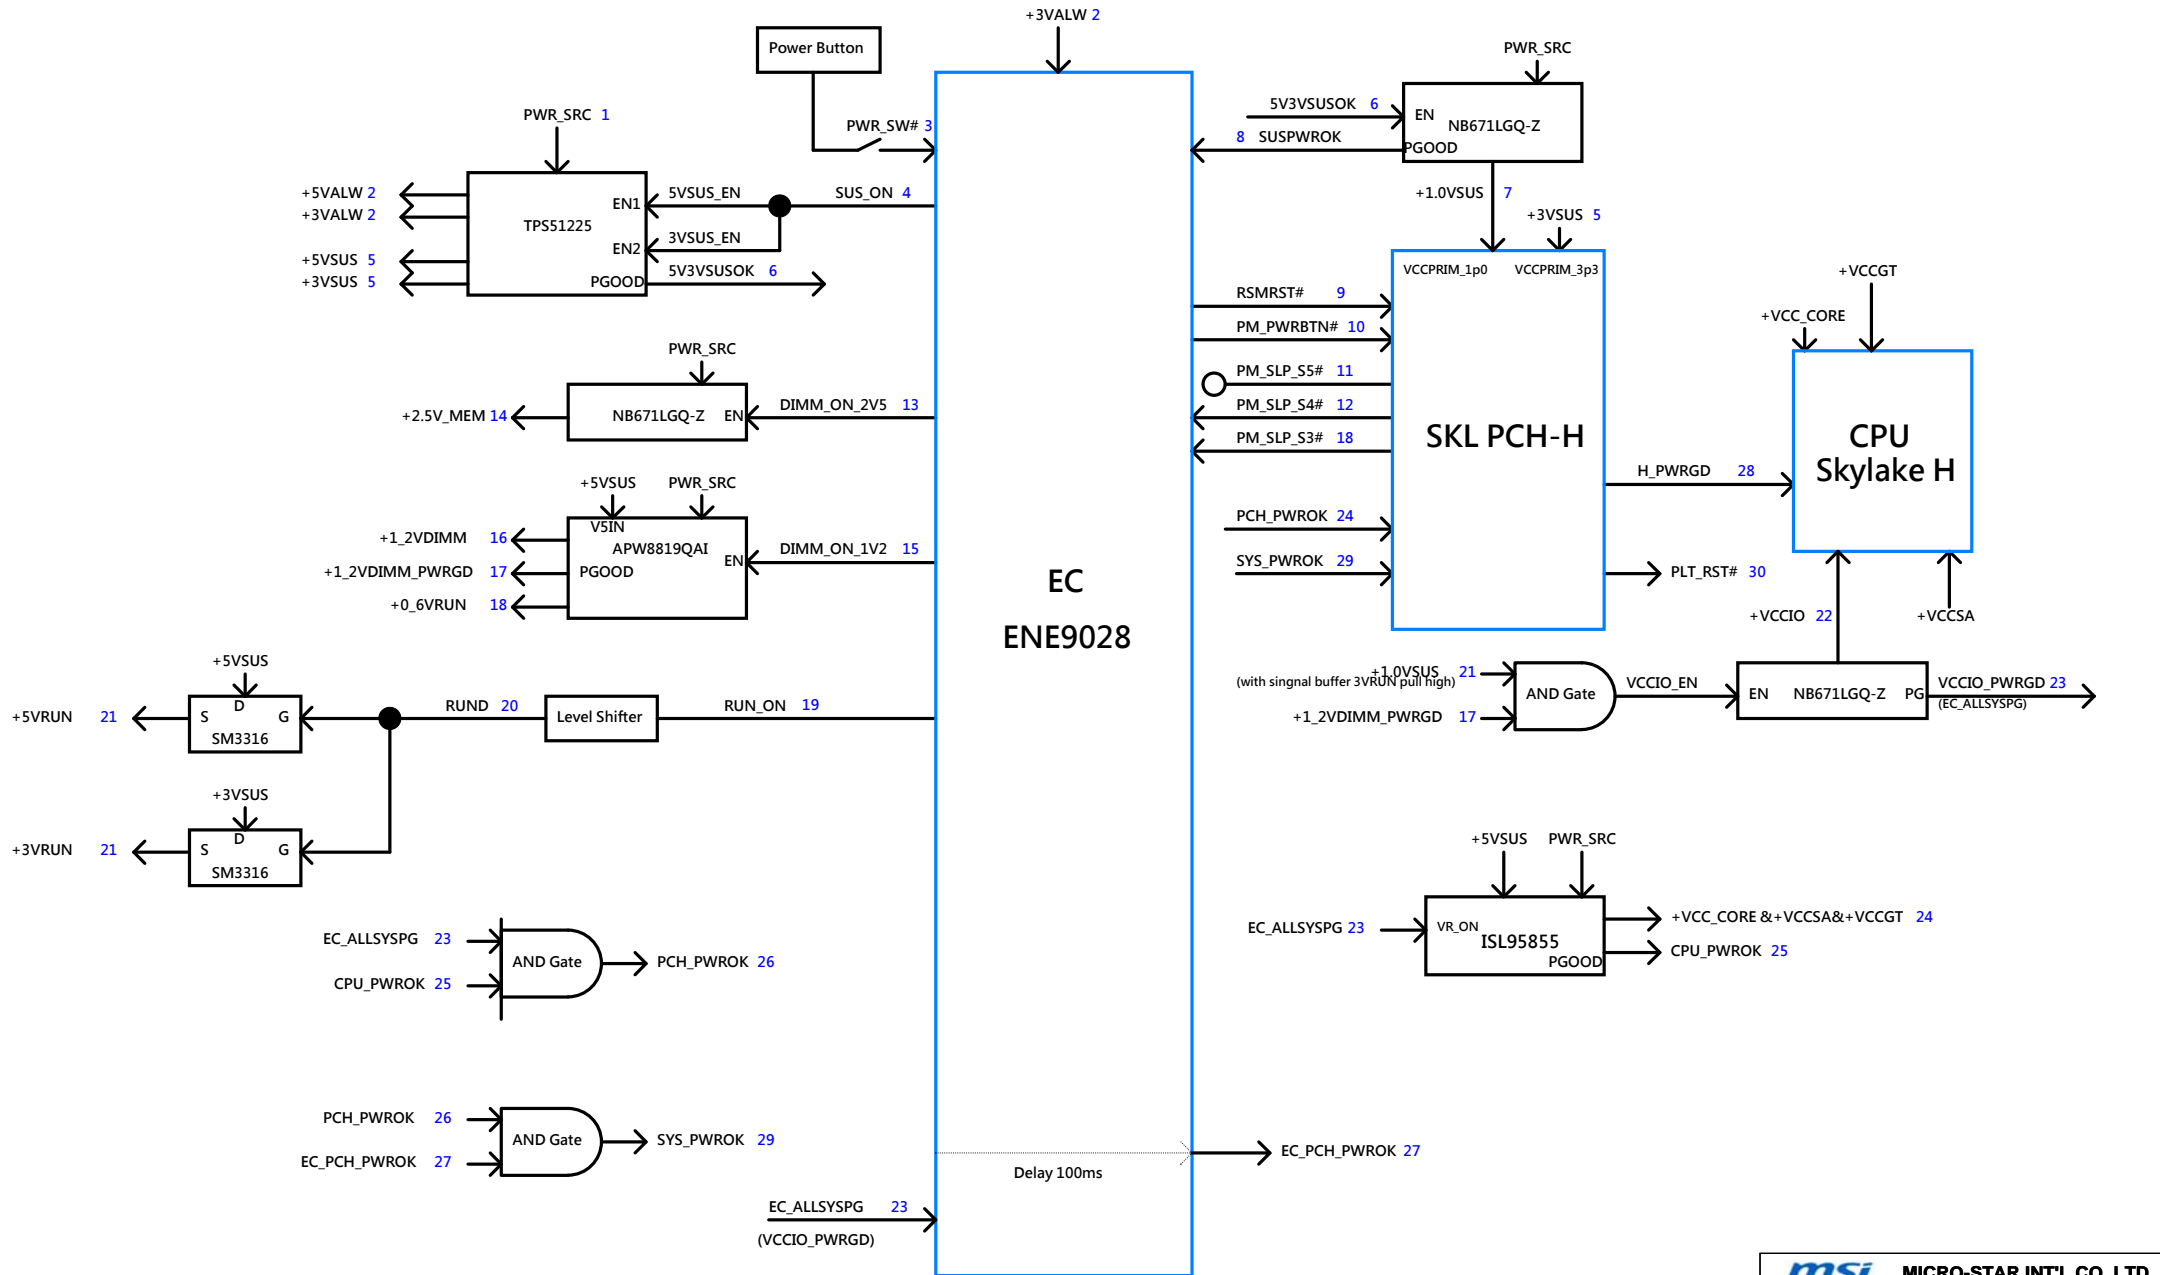 +3VALW 2
Power Button
PWR_SW# 3
PWR_SRC 1
+5VALW 2
+3VALW 2
+5VSUS 5
+3VSUS 5
TPS51225
EN1
EN2
PGOOD
5VSUS_EN
3VSUS_EN
SUS_ON 4
5V3VSUSOK 6
PWR_SRC
+2.5V_MEM 14
NB671LGQ-Z
EN
DIMM_ON_2V5 13
+5VSUS
PWR_SRC
V5IN
+1_2VDIMM 16
APW8819QAI
EN
DIMM_ON_1V2 15
+1_2VDIMM_PWRGD 17
PGOOD
+0_6VRUN 18
+5VSUS
+5VRUN 21
S
D
G
SM3316
RUND 20
Level Shifter
RUN_ON 19
+3VSUS
+3VRUN 21
S
D
G
SM3316
EC_ALLSYSPG 23
CPU_PWROK 25
AND Gate
PCH_PWROK 26
PCH_PWROK 26
EC_PCH_PWROK 27
AND Gate
SYS_PWROK 29
EC
ENE9028
Delay 100ms
EC_PCH_PWROK 27
EC_ALLSYSPG 23
(VCCIO_PWRGD)
PWR_SRC
5V3VSUSOK 6
EN
NB671LGQ-Z
8 SUSPWROK
PGOOD
+1.0VSUS 7
+3VSUS 5
VCCPRIM_1p0
VCCPRIM_3p3
RSMRST# 9
PM_PWRBTN# 10
PM_SLP_S5# 11
PM_SLP_S4# 12
PM_SLP_S3# 18
PCH_PWROK 24
SYS_PWROK 29
SKL PCH-H
H_PWRGD 28
PLT_RST# 30
+VCCGT
+VCC_CORE
CPU
Skylake H
+VCCIO 22
+VCCSA
+1.0VSUS 21
(with singnal buffer 3VRUN pull high)
+1_2VDIMM_PWRGD 17
AND Gate
VCCIO_EN
EN
NB671LGQ-Z
PG
VCCIO_PWRGD 23
(EC_ALLSYSPG)
+5VSUS
PWR_SRC
EC_ALLSYSPG 23
VR_ON
ISL95855
PGOOD
+VCC_CORE &+VCCSA&+VCCGT 24
CPU_PWROK 25
msi
MICRO-STAR INT'L CO.,LTD